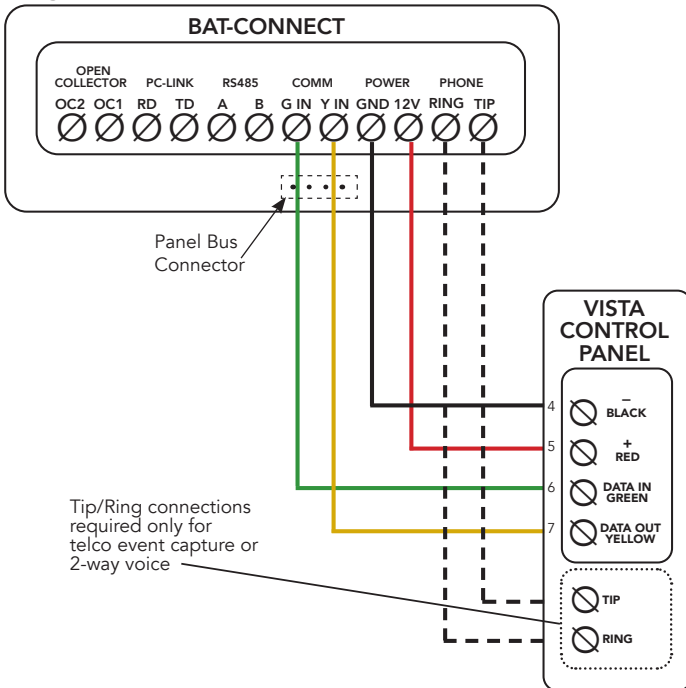 BAT-CONNECT
OPEN
COLLECTOR PC-LINK RS485 COMM POWER PHONE
OC2 OC1 RD TD A B G IN Y IN GND 12V RING TIP
Panel Bus
Connector
VISTA
CONTROL
PANEL
4 –
BLACK
5 +
RED
6 DATA IN
GREEN
7 DATA OUT
YELLOW
Tip/Ring connections
required only for
telco event capture or
2-way voice
TIP
RING